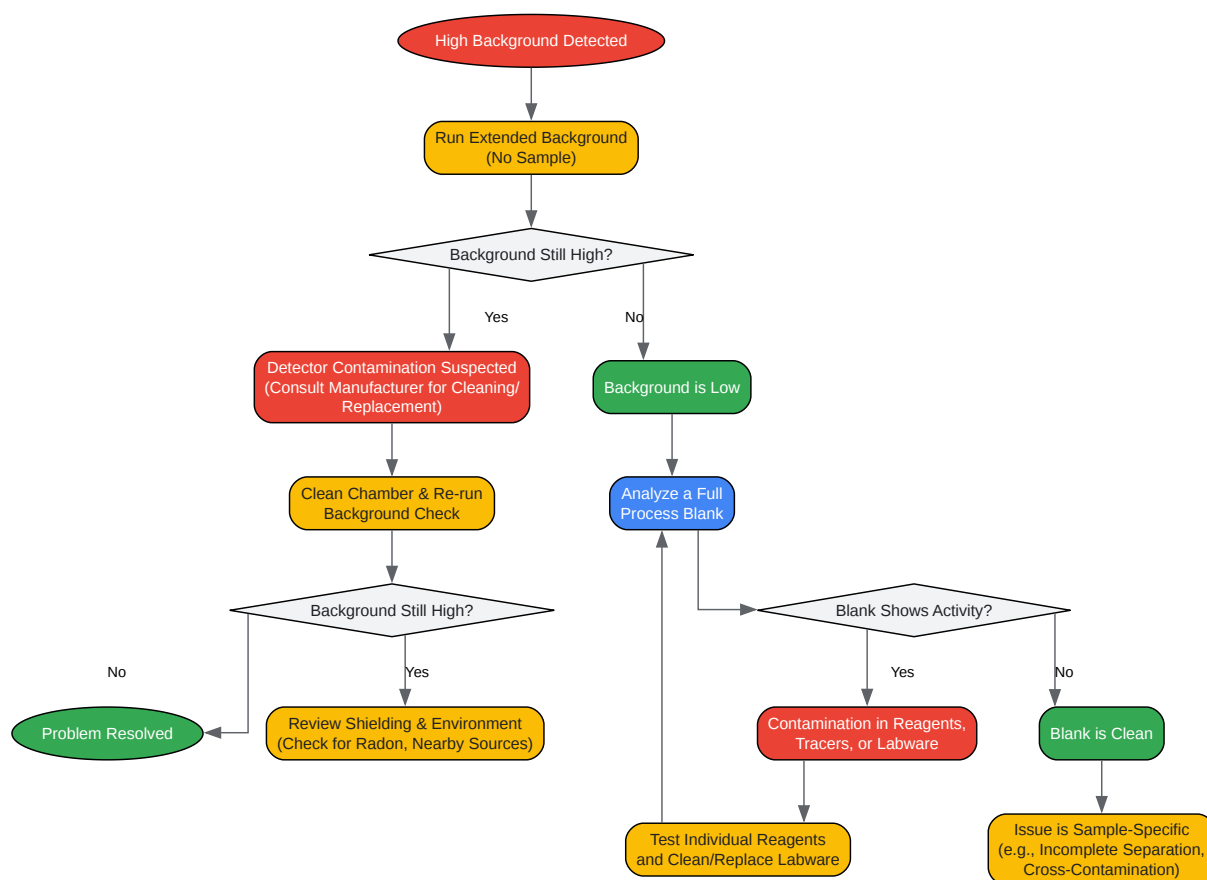 High Background Detected
Run Extended Background
(No Sample)
Background Still High?
Yes
No
Detector Contamination Suspected
(Consult Manufacturer for Cleaning/
Replacement)
Background is Low
Clean Chamber & Re-run
Background Check
Analyze a Full
Process Blank
Background Still High?
Blank Shows Activity?
No
Yes
Yes
No
Problem Resolved
Review Shielding & Environment
(Check for Radon, Nearby Sources)
Contamination in Reagents,
Tracers, or Labware
Blank is Clean
Test Individual Reagents
and Clean/Replace Labware
Issue is Sample-Specific
(e.g., Incomplete Separation,
Cross-Contamination)